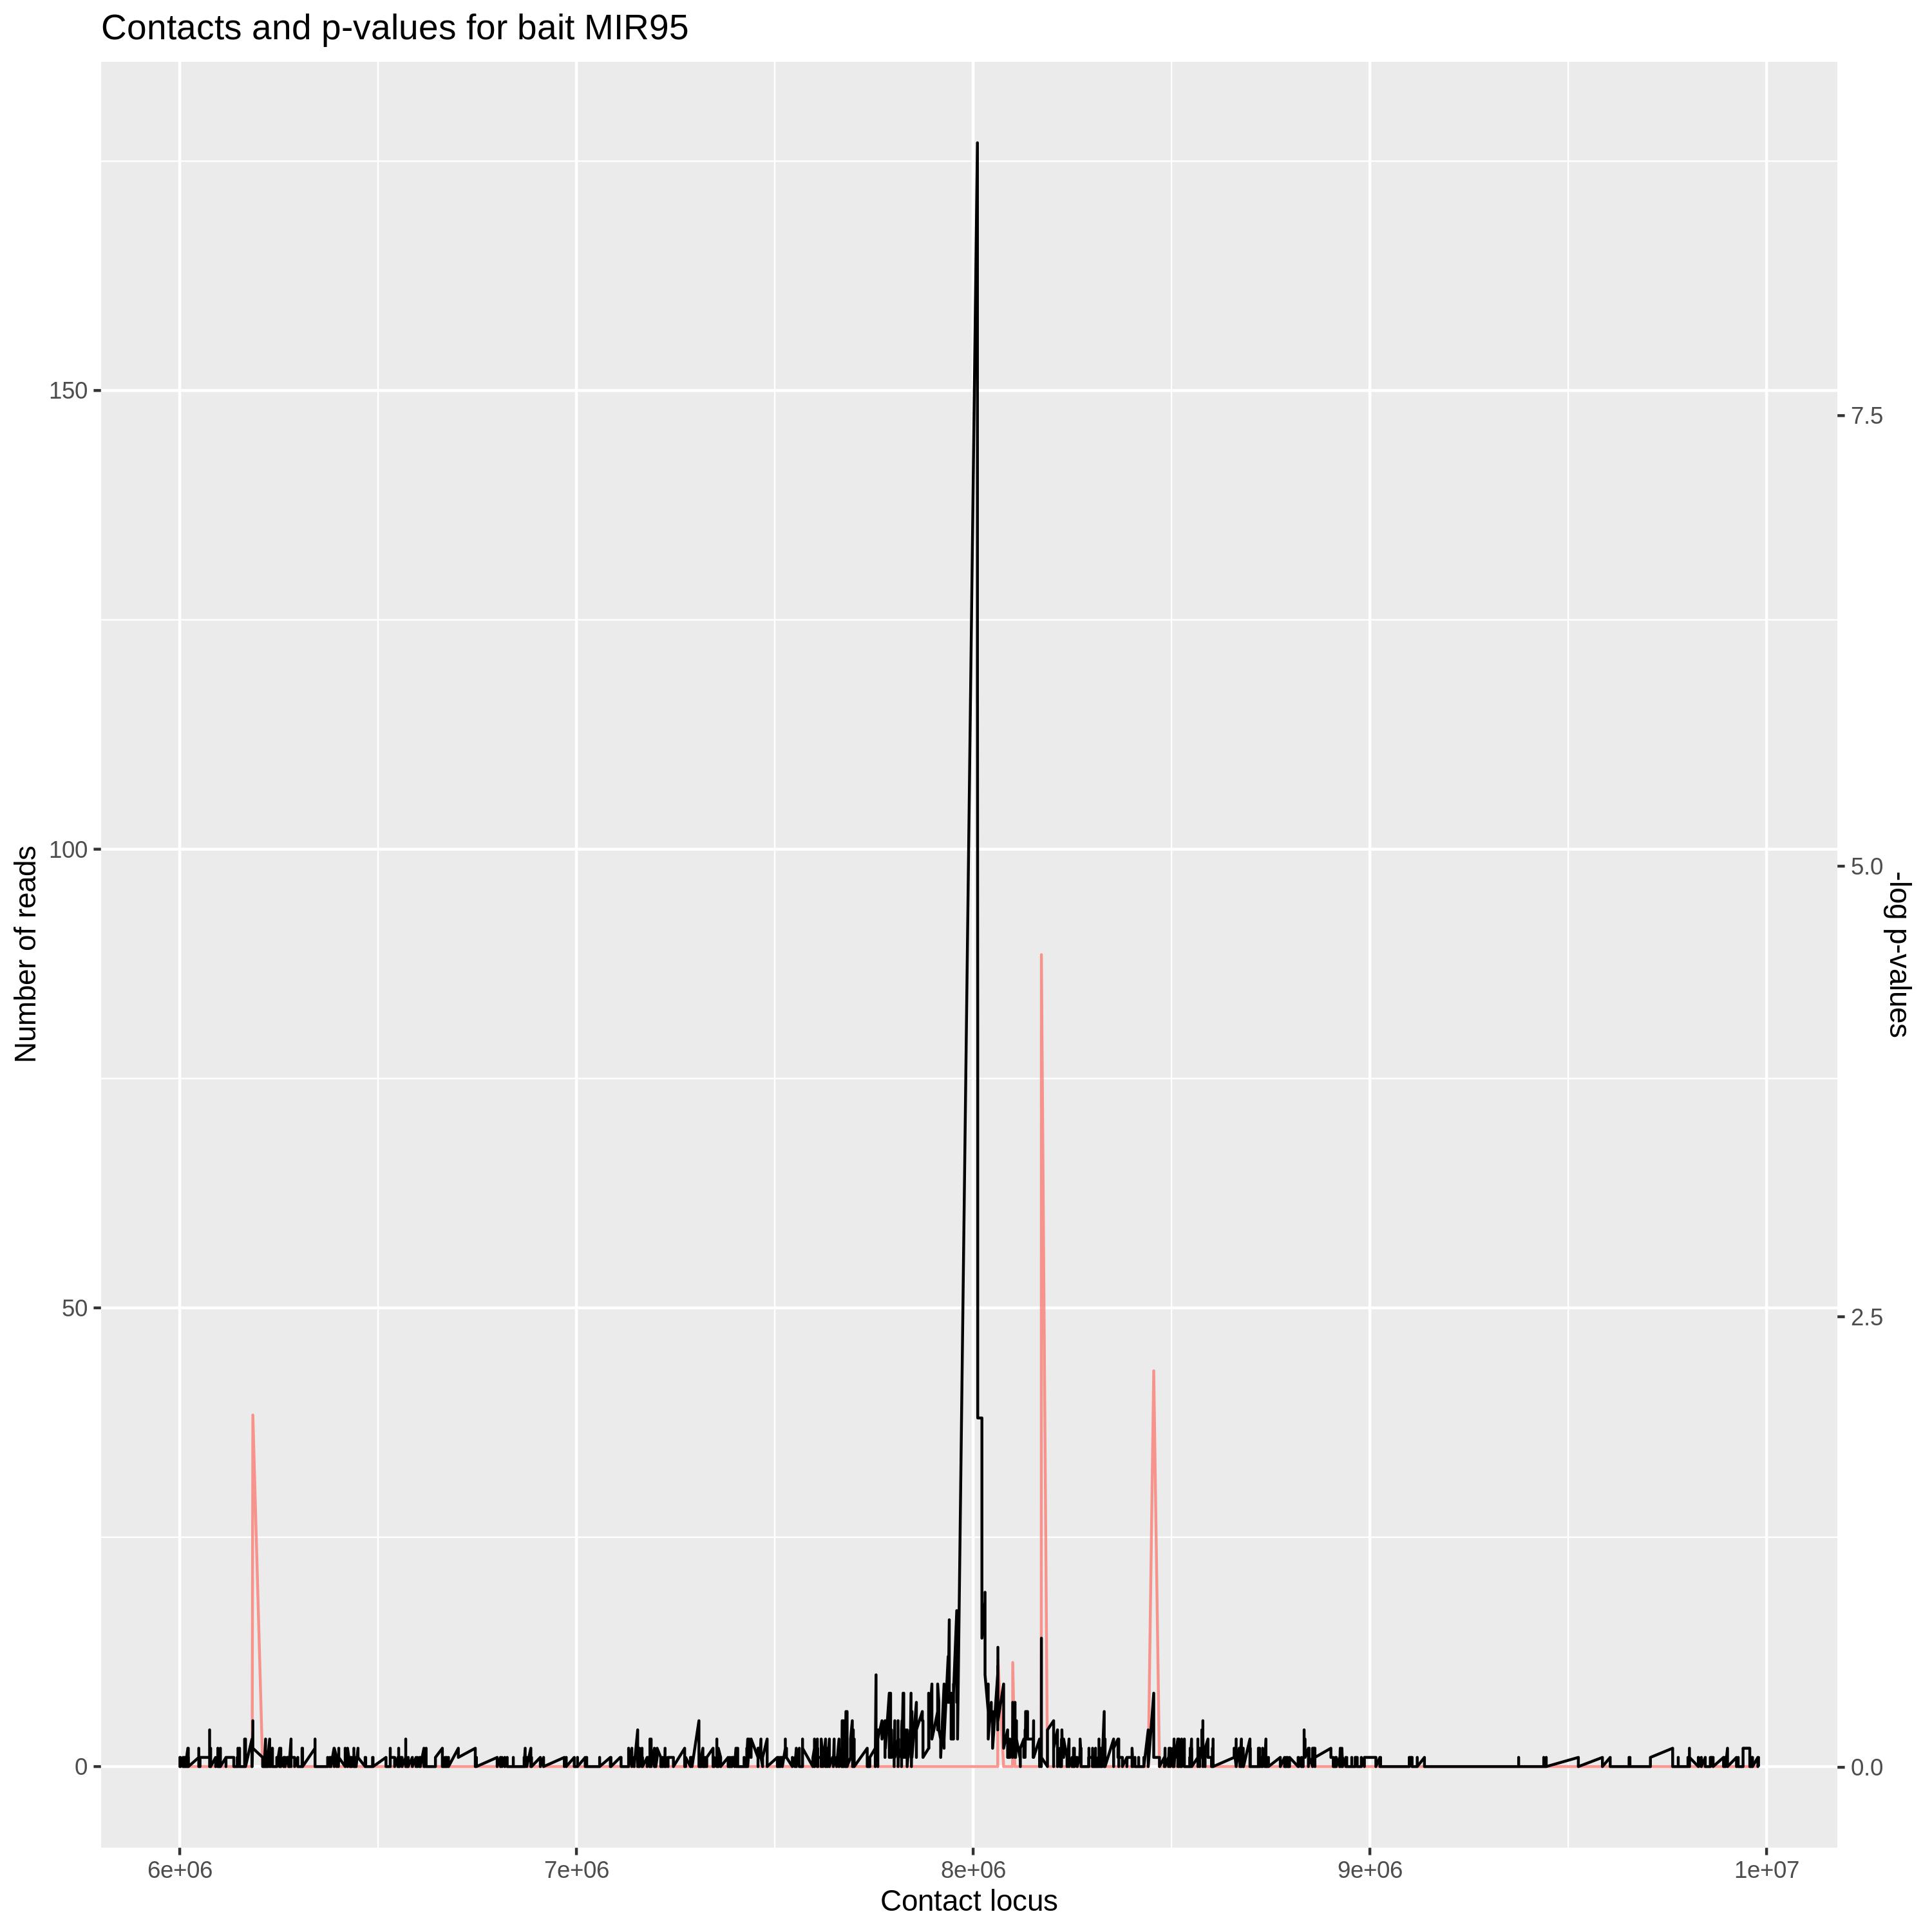 Contacts and p-values for bait MIR95
150
100
50
0
Number of reads
7.5
5.0
2.5
0.0
-log p-values
6e+06
7e+06
8e+06
9e+06
1e+07
Contact locus